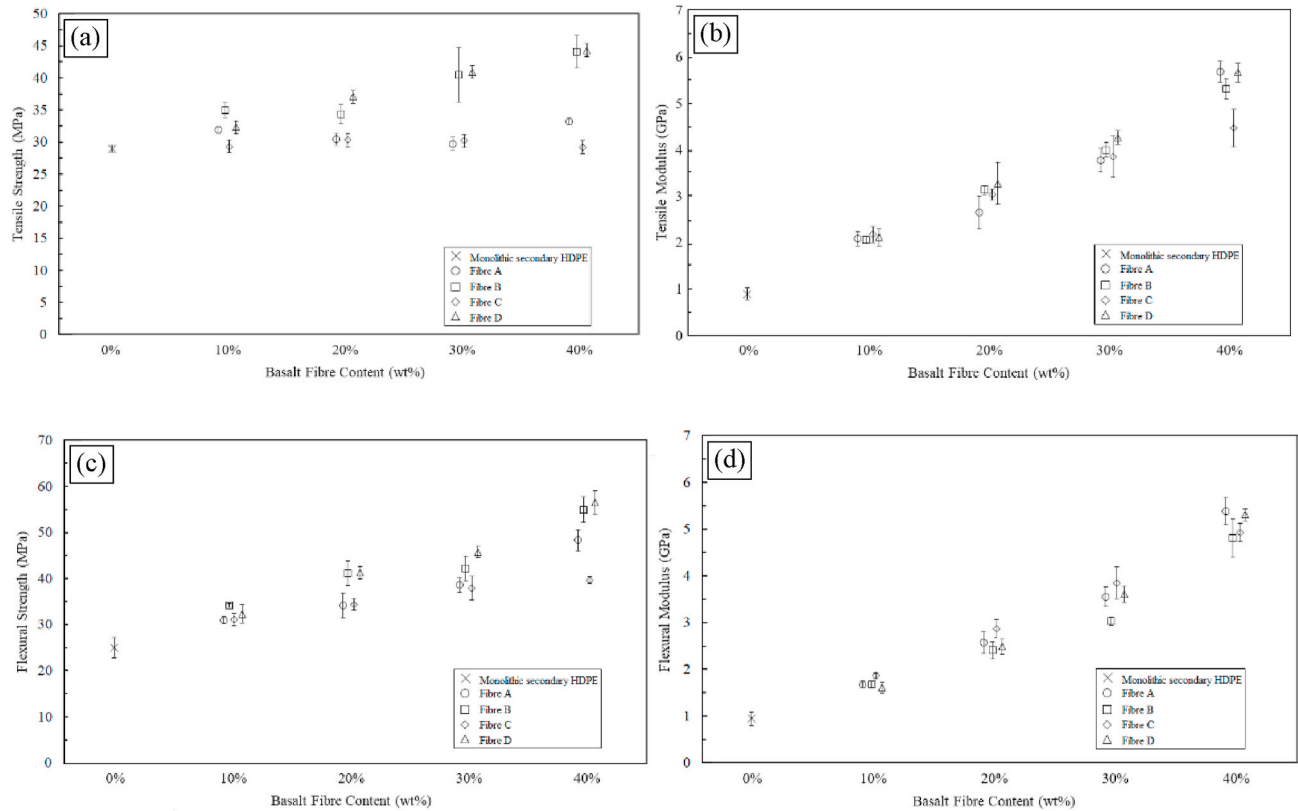 (a)
50
45
40
35
30
25
20
15
10
5
0
Tensile Strength (MPa)
Monolithic secondary HDPE
Fibre A
Fibre B
Fibre C
Fibre D
0% 10% 20% 30% 40%
Basalt Fibre Content (wt%)
(b)
7
6
5
4
3
2
1
0
Tensile Modulus (GPa)
Monolithic secondary HDPE
Fibre A
Fibre B
Fibre C
Fibre D
0% 10% 20% 30% 40%
Basalt Fibre Content (wt%)
(c)
70
60
50
40
30
20
10
0
Flexural Strength (MPa)
Monolithic secondary HDPE
Fibre A
Fibre B
Fibre C
Fibre D
0% 10% 20% 30% 40%
Basalt Fibre Content (wt%)
(d)
7
6
5
4
3
2
1
0
Flexural Modulus (GPa)
Monolithic secondary HDPE
Fibre A
Fibre B
Fibre C
Fibre D
0% 10% 20% 30% 40%
Basalt Fibre Content (wt%)